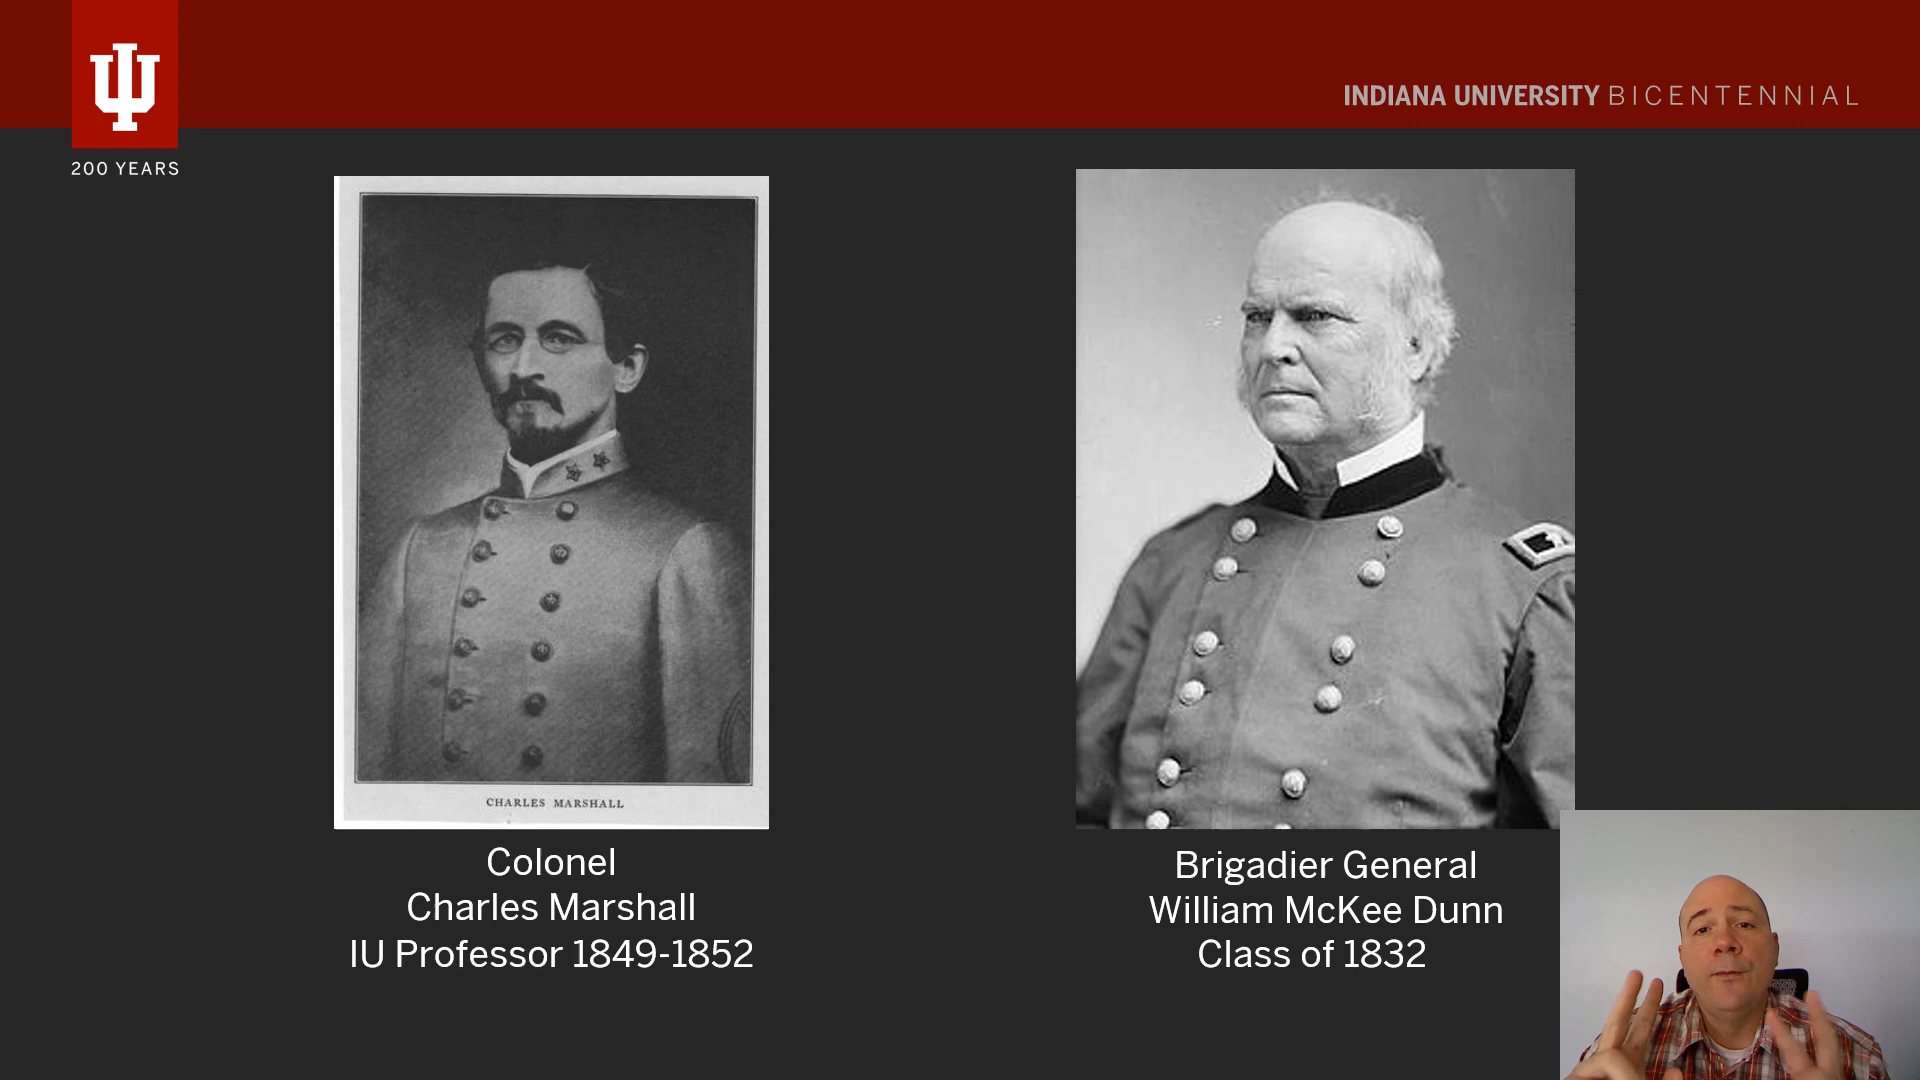 INDIANA UNIVERSITY BICENTENNIAL
200 YEARS
CHARLES MARSHALL
Colonel
Charles Marshall
IU Professor 1849-1852
Brigadier General
William McKee Dunn
Class of 1832